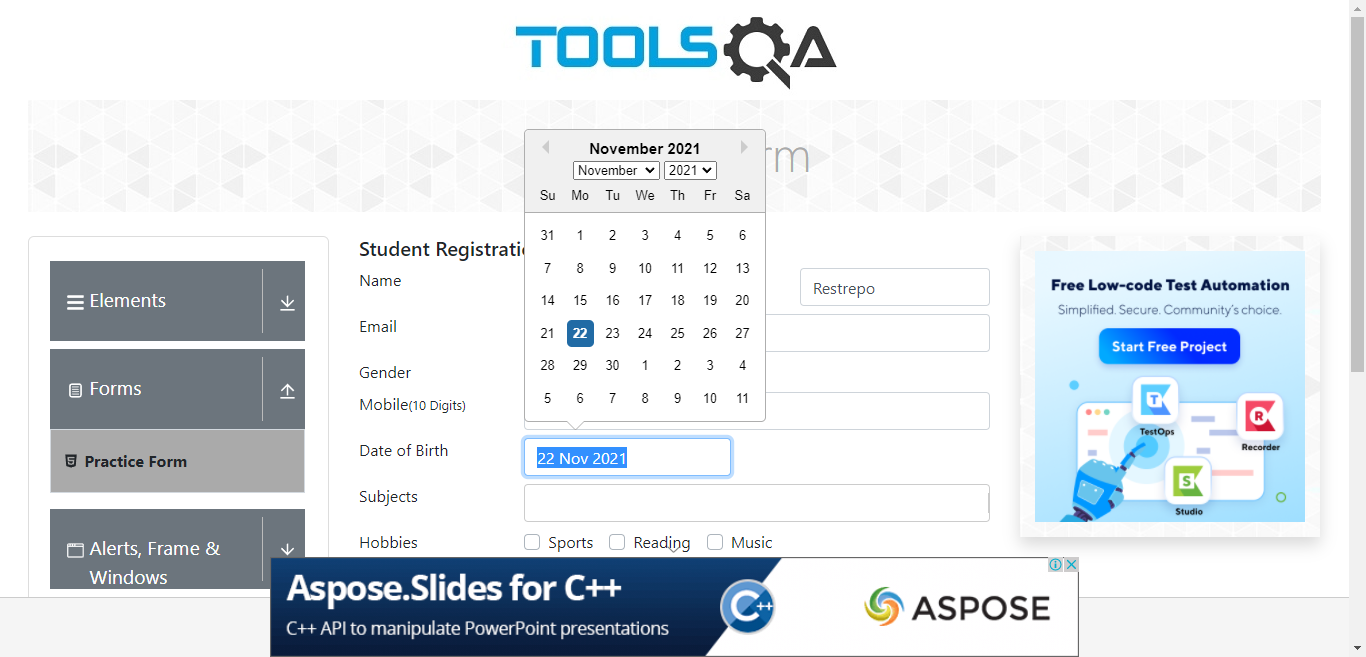 TOOLSQA
rm
November 2021
November 2021
Su Mo Tu We Th Fr Sa
31 1 2 3 4 5 6
7 8 9 10 11 12 13
14 15 16 17 18 19 20
21 22 23 24 25 26 27
28 29 30 1 2 3 4
5 6 7 8 9 10 11
Elements
Forms
Practice Form
Alerts, Frame &
Windows
Student Registrati
Name
Restrepo
Email
Gender
Mobile(10 Digits)
Date of Birth
22 Nov 2021
Subjects
Hobbies
Sports Reading Music
Free Low-code Test Automation
Simplified. Secure. Community's choice.
Start Free Project
T
TestOps
R
Recorder
S
Studio
Aspose.Slides for C++
C++ API to manipulate PowerPoint presentations
C++
ASPOSE